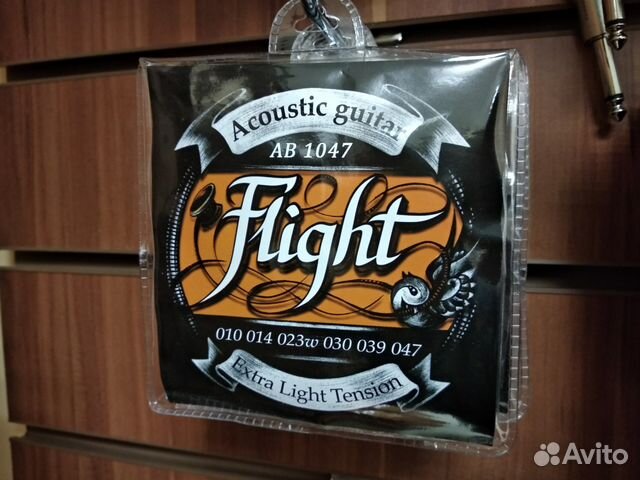 Acoustic guitar
AB 1047
Flight
010 014 023w 030 039 047
Extra Light Tension
Avito